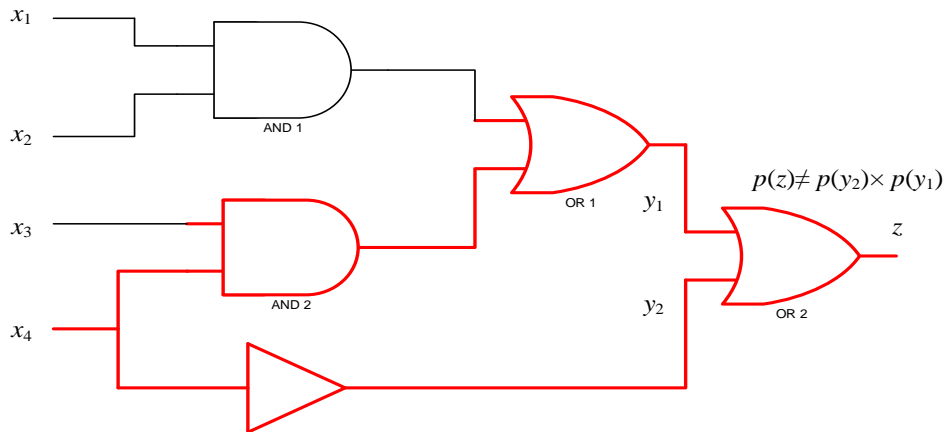 x₁
AND 1
x₂
OR 1
p(z)≠ p(y₂)× p(y₁)
y₁
x₃
z
AND 2
y₂
OR 2
x₄